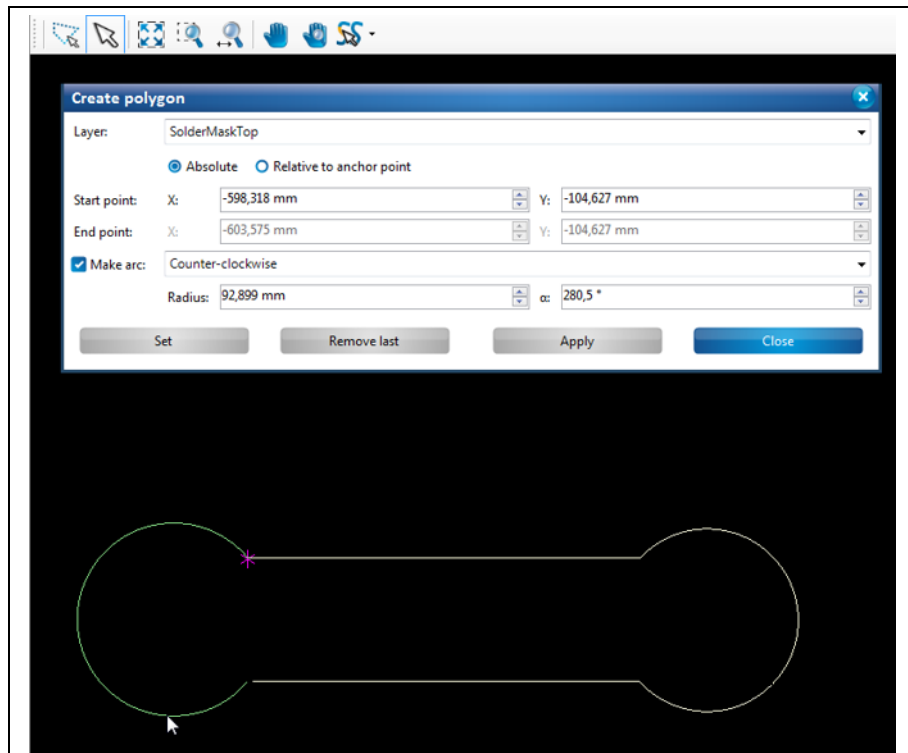 Create polygon
Layer: SolderMaskTop
Absolute Relative to anchor point
Start point: X: -598,318 mm Y: -104,627 mm
End point: X: -603,575 mm Y: -104,627 mm
Make arc: Counter-clockwise
Radius: 92,899 mm α: 280,5 °
Set Remove last Apply Close